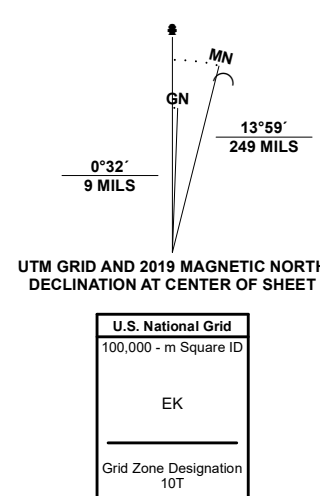 MN
GN
13°59´
249 MILS
0°32´
9 MILS
UTM GRID AND 2019 MAGNETIC NORTH
DECLINATION AT CENTER OF SHEET
U.S. National Grid
100,000 - m Square ID
EK
Grid Zone Designation
10T